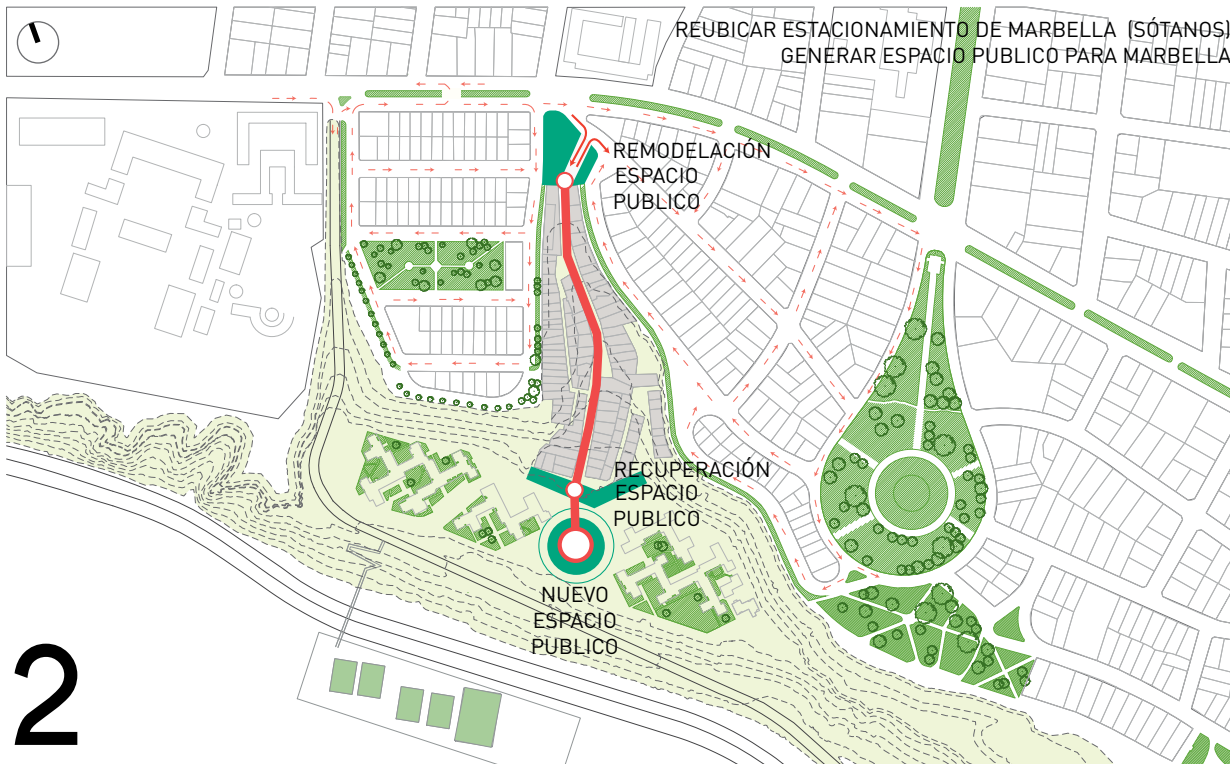 REUBICAR ESTACIONAMIENTO DE MARBELLA (SÓTANOS)
GENERAR ESPACIO PUBLICO PARA MARBELLA
REMODELACIÓN
ESPACIO
PUBLICO
RECUPERACIÓN
ESPACIO
PUBLICO
NUEVO
ESPACIO
PUBLICO
2